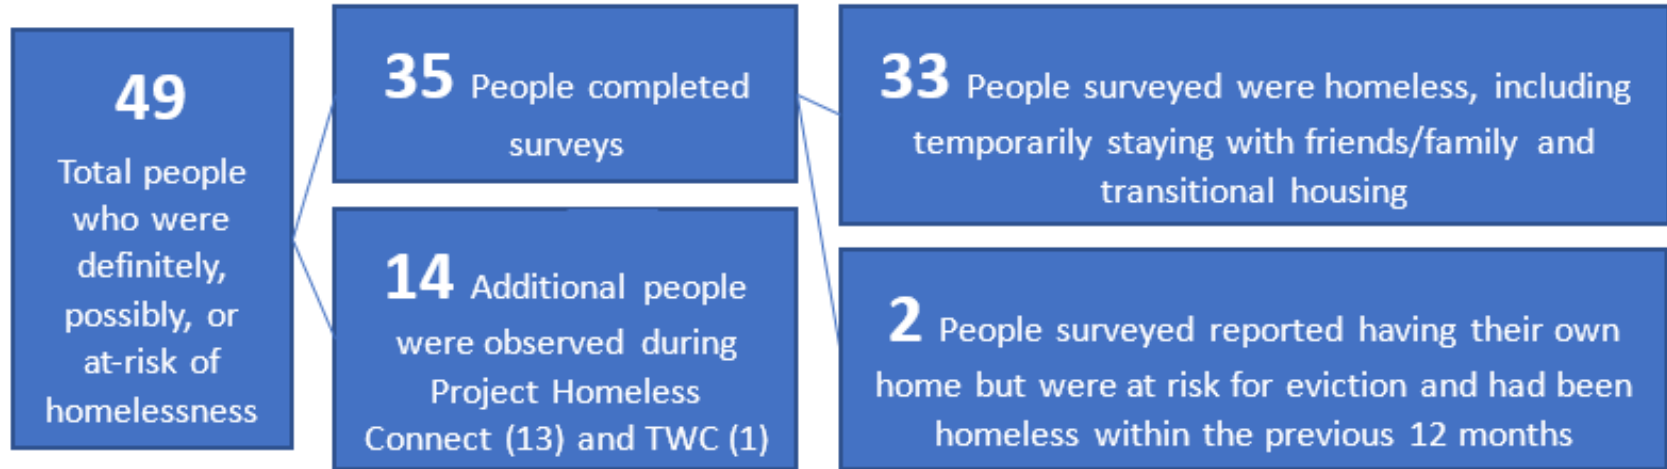 49
Total people
who were
definitely,
possibly, or
at-risk of
homelessness
35 People completed
surveys
14 Additional people
were observed during
Project Homeless
Connect (13) and TWC (1)
33 People surveyed were homeless, including
temporarily staying with friends/family and
transitional housing
2 People surveyed reported having their own
home but were at risk for eviction and had been
homeless within the previous 12 months